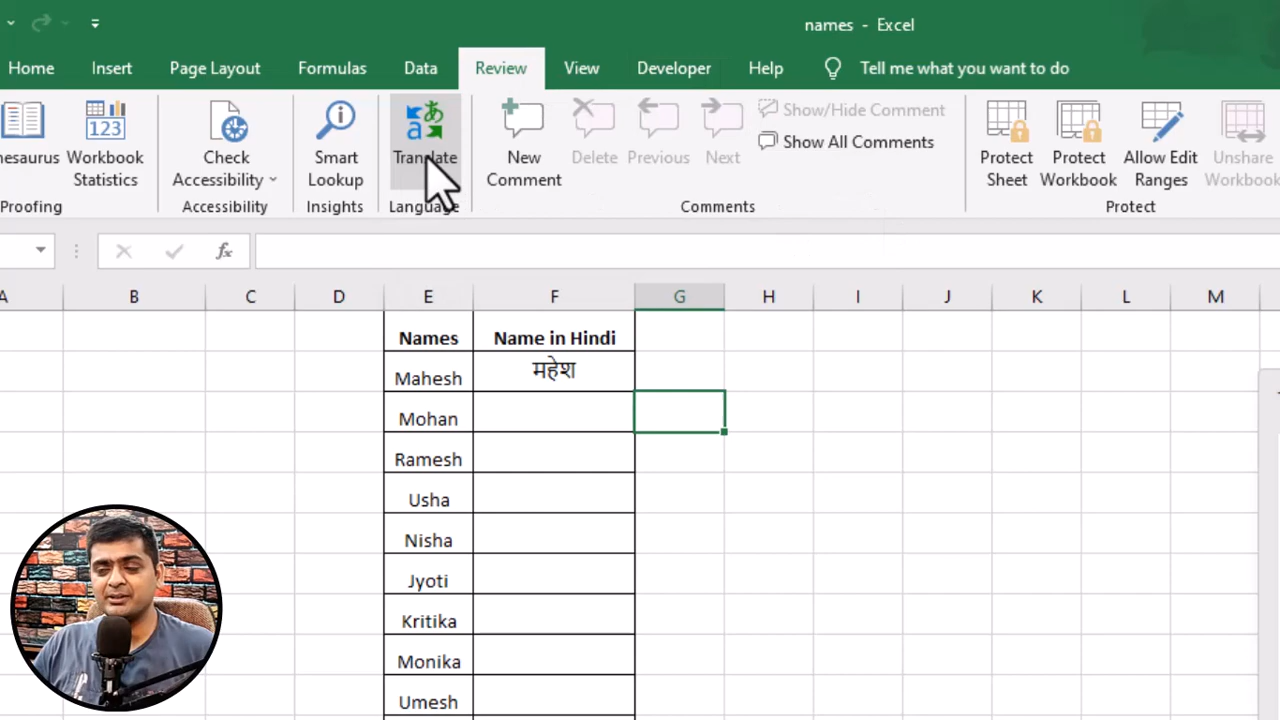 names - Excel
Home Insert Page Layout Formulas Data Review View Developer Help Tell me what you want to do
esaurus
Workbook Statistics
Check Accessibility
Smart Lookup
Translate
New Comment
Delete
Previous
Next
Show/Hide Comment
Show All Comments
Protect Sheet
Protect Workbook
Allow Edit Ranges
Unshare Workbook
Proofing Accessibility Insights Language Comments Protect
fx
A B C D E F G H I J K L M
Names Name in Hindi
Mahesh महेश
Mohan
Ramesh
Usha
Nisha
Jyoti
Kritika
Monika
Umesh